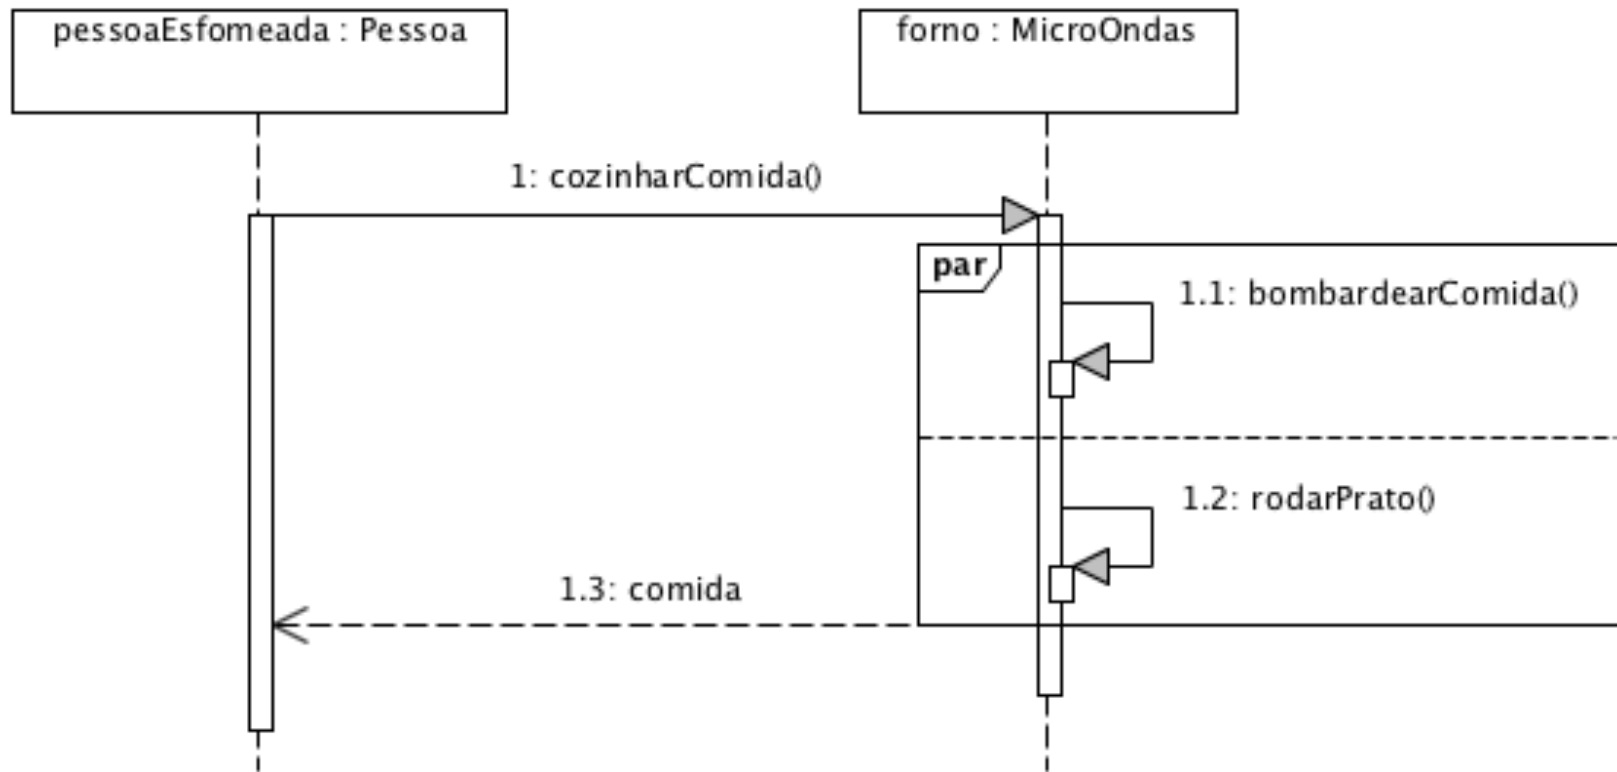 pessoaEsfomeada : Pessoa
forno : MicroOndas
1: cozinharComida()
par
1.1: bombardearComida()
1.2: rodarPrato()
1.3: comida